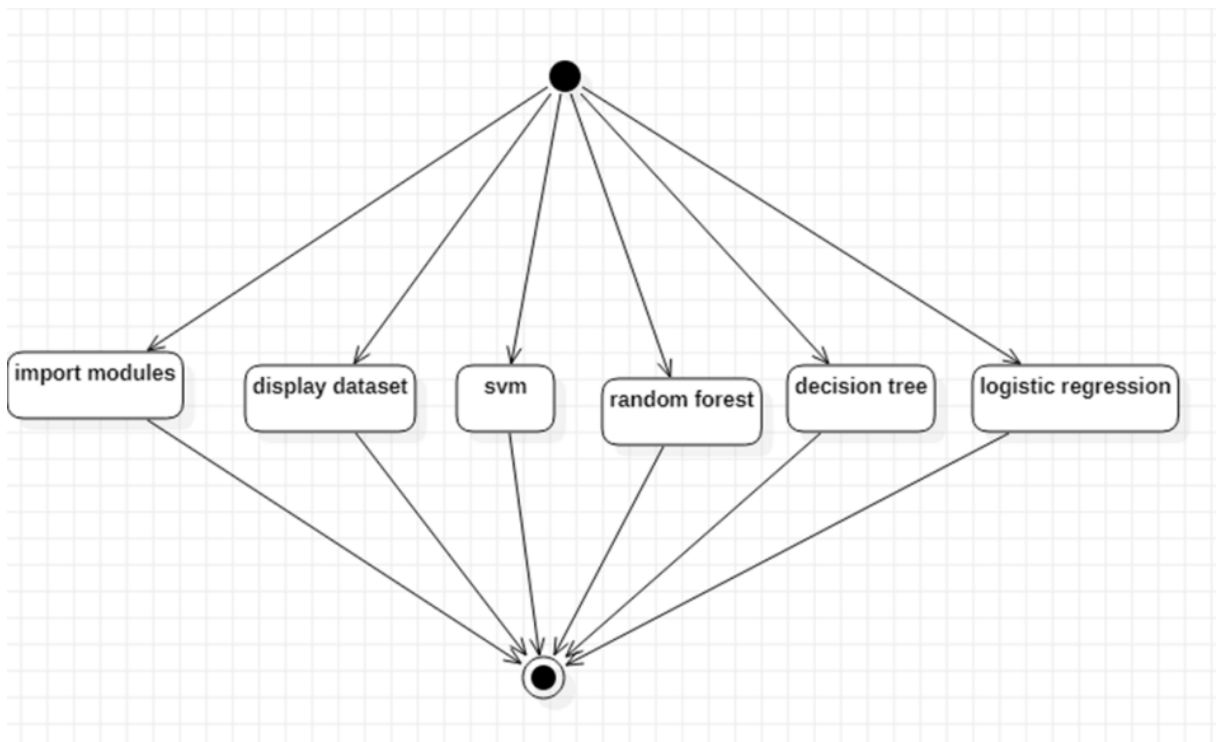 import modules
display dataset
svm
random forest
decision tree
logistic regression